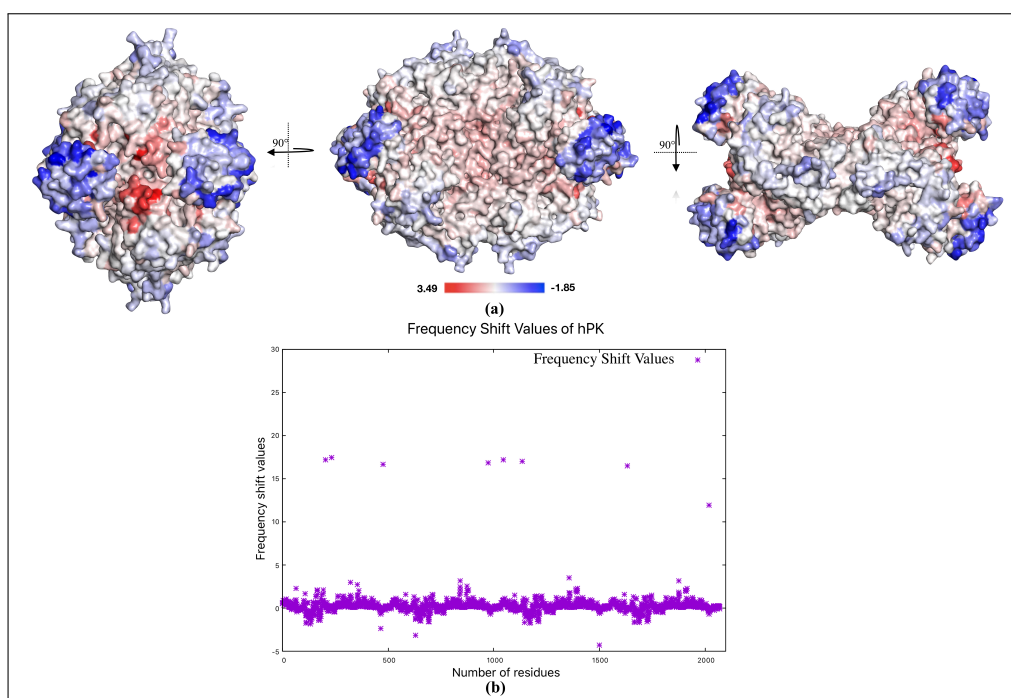 90°
90°
3.49 -1.85
(a)
Frequency Shift Values of hPK
Frequency Shift Values
30
25
20
15
10
5
0
-5
Frequency shift values
0 500 1000 1500 2000
Number of residues
(b)